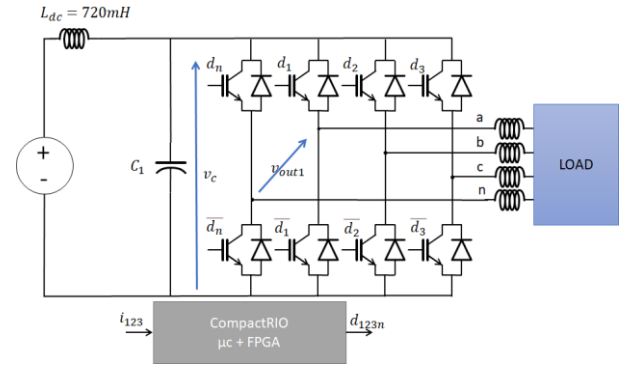 L_dc = 720mH
d_n d_1 d_2 d_3
+
-
C_1
v_c
v_out1
a
b
c
n
LOAD
d̅_n̅ d̅_1̅ d̅_2̅ d̅_3̅
i_123
CompactRIO
μc + FPGA
d_123n